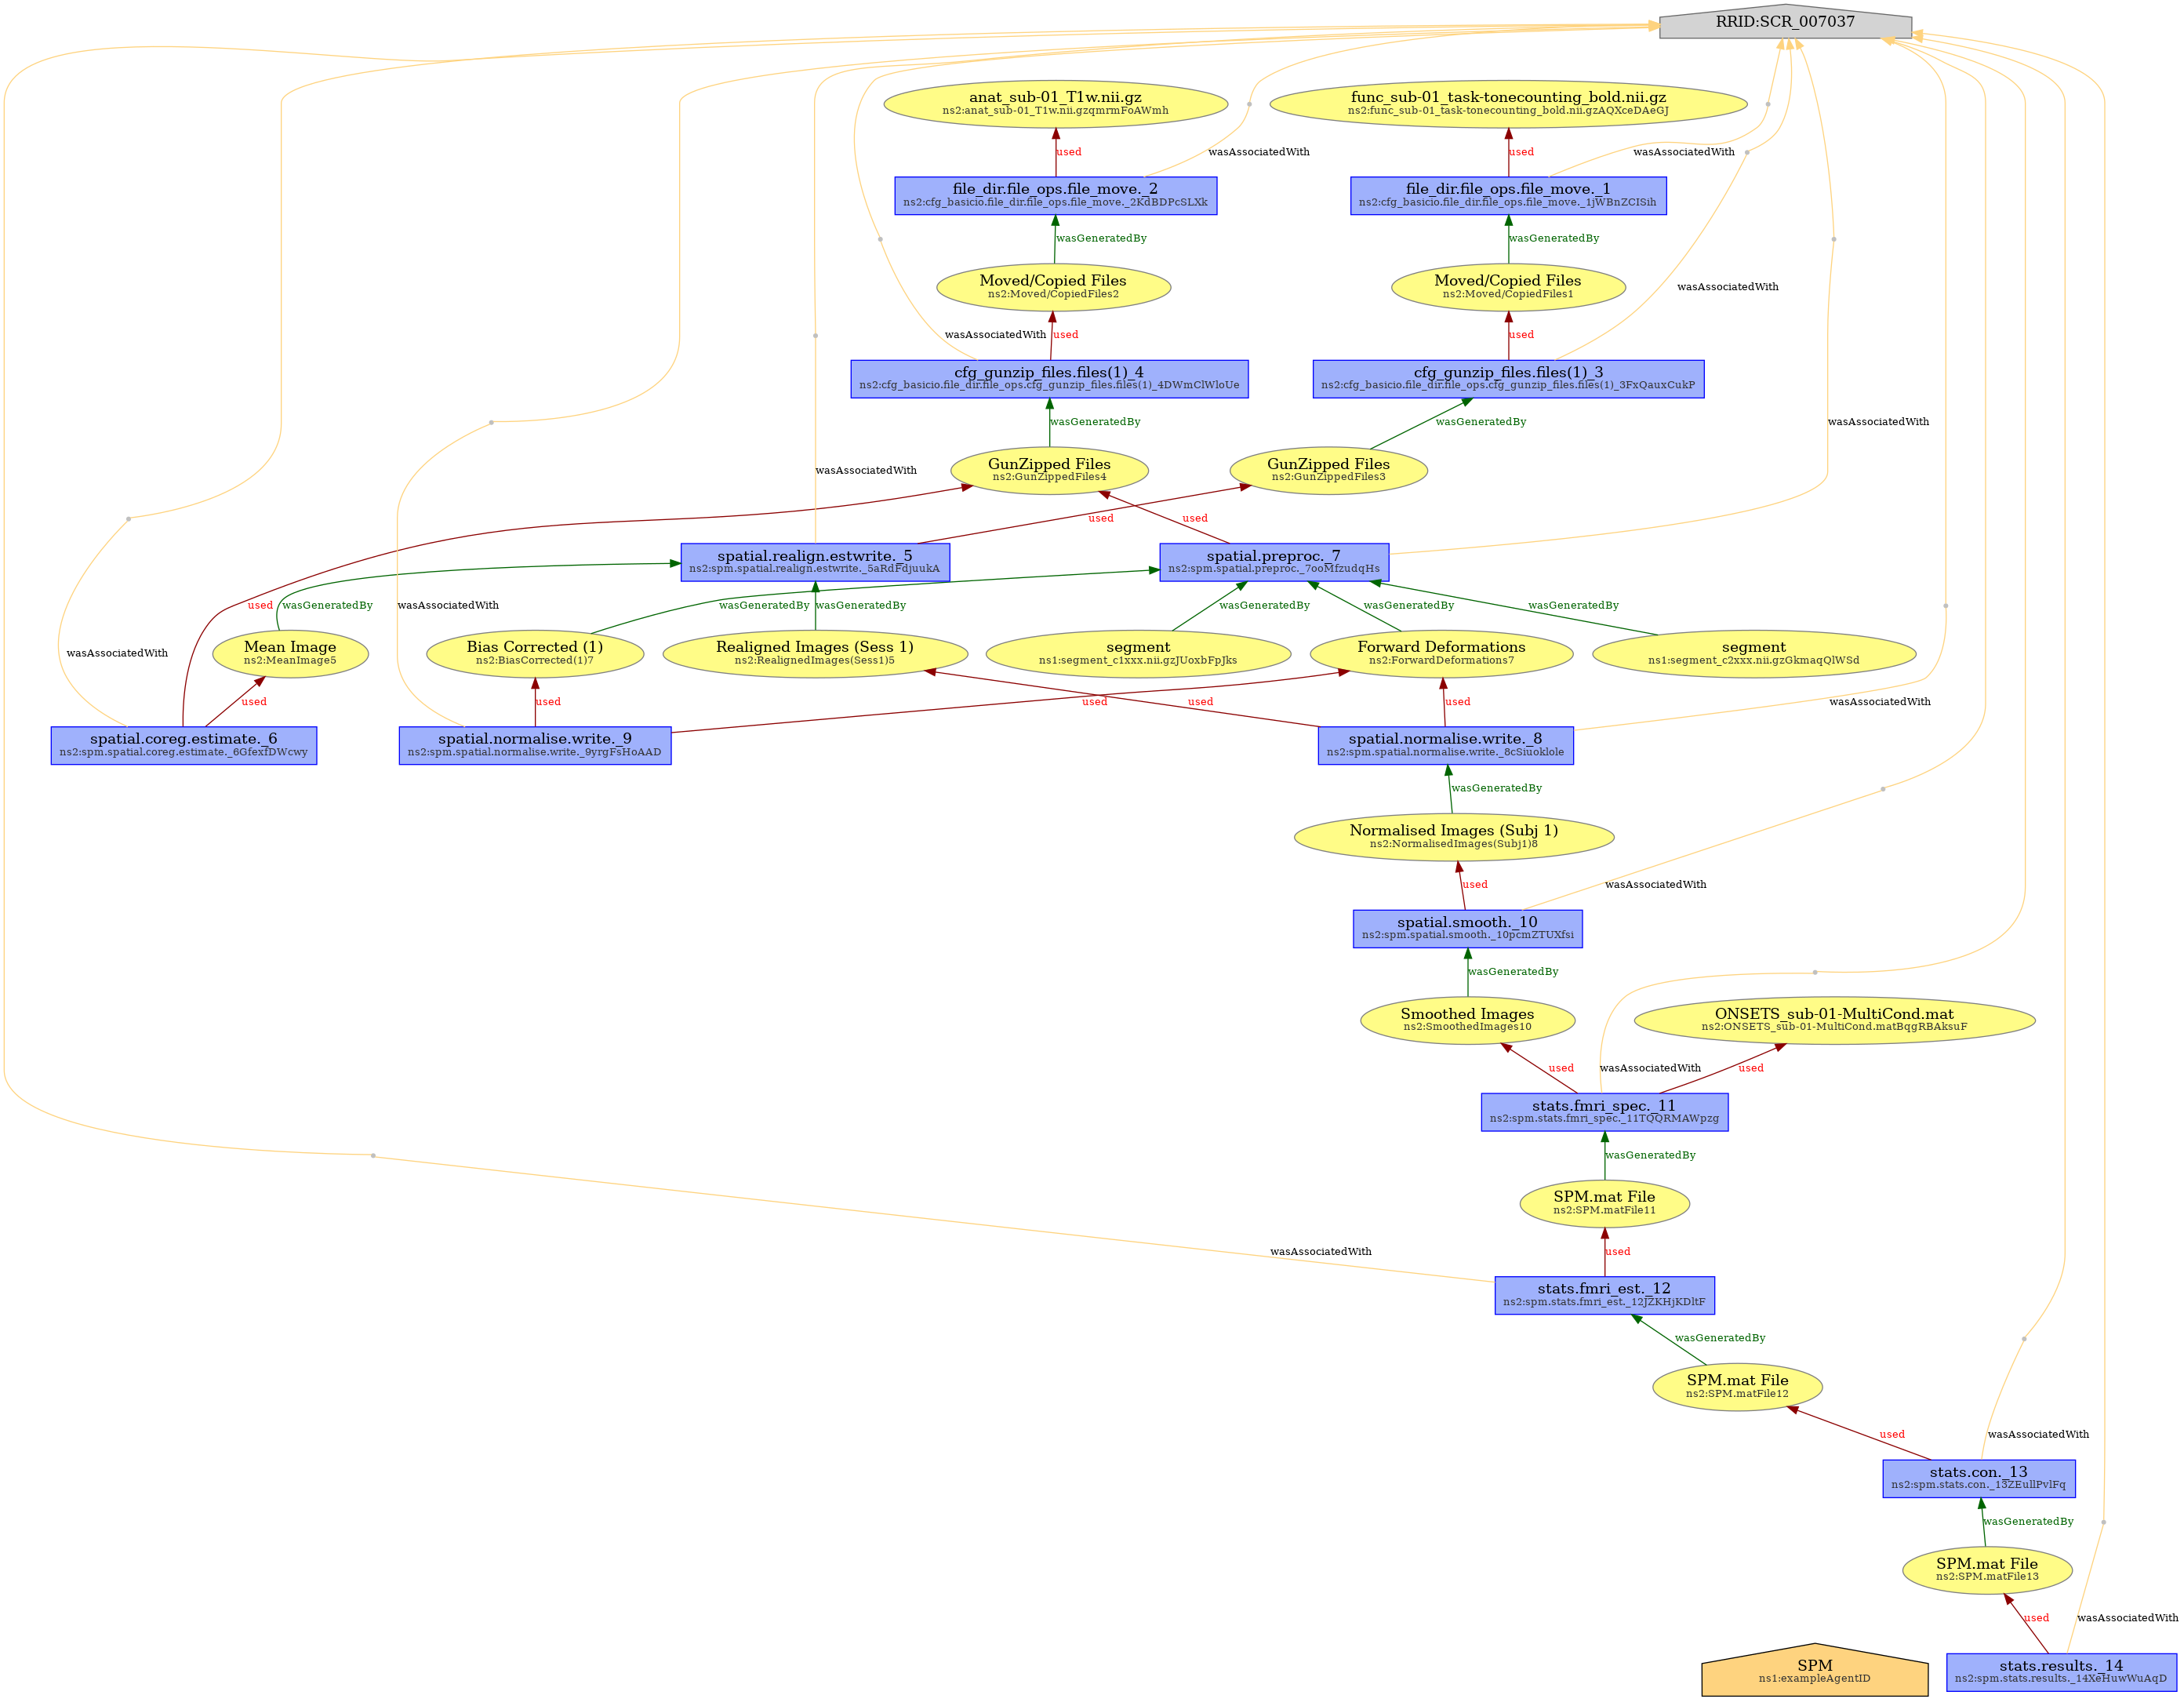 RRID:SCR_007037
anat_sub-01_T1w.nii.gz
ns2:anat_sub-01_T1w.nii.gzqmrmFoAWmh
func_sub-01_task-tonecounting_bold.nii.gz
ns2:func_sub-01_task-tonecounting_bold.nii.gzAQXceDAeGJ
used
wasAssociatedWith
used
wasAssociatedWith
file_dir.file_ops.file_move._2
ns2:cfg_basicio.file_dir.file_ops.file_move._2KdBDPcSLXk
file_dir.file_ops.file_move._1
ns2:cfg_basicio.file_dir.file_ops.file_move._1jWBnZCISih
wasGeneratedBy
wasGeneratedBy
Moved/Copied Files
ns2:Moved/CopiedFiles2
Moved/Copied Files
ns2:Moved/CopiedFiles1
wasAssociatedWith
wasAssociatedWith
used
used
cfg_gunzip_files.files(1)_4
ns2:cfg_basicio.file_dir.file_ops.cfg_gunzip_files.files(1)_4DWmClWloUe
cfg_gunzip_files.files(1)_3
ns2:cfg_basicio.file_dir.file_ops.cfg_gunzip_files.files(1)_3FxQauxCukP
wasGeneratedBy
wasGeneratedBy
wasAssociatedWith
wasAssociatedWith
GunZipped Files
ns2:GunZippedFiles4
GunZipped Files
ns2:GunZippedFiles3
used
used
spatial.realign.estwrite._5
ns2:spm.spatial.realign.estwrite._5aRdFdjuukA
spatial.preproc._7
ns2:spm.spatial.preproc._7ooMfzudqHs
used
wasGeneratedBy
wasAssociatedWith
wasGeneratedBy
wasGeneratedBy
wasGeneratedBy
wasGeneratedBy
wasGeneratedBy
wasAssociatedWith
Mean Image
ns2:MeanImage5
Bias Corrected (1)
ns2:BiasCorrected(1)7
Realigned Images (Sess 1)
ns2:RealignedImages(Sess1)5
segment
ns1:segment_c1xxx.nii.gzJUoxbFpJks
Forward Deformations
ns2:ForwardDeformations7
segment
ns1:segment_c2xxx.nii.gzGkmaqQlWSd
used
used
used
used
used
wasAssociatedWith
spatial.coreg.estimate._6
ns2:spm.spatial.coreg.estimate._6GfexfDWcwy
spatial.normalise.write._9
ns2:spm.spatial.normalise.write._9yrgFsHoAAD
spatial.normalise.write._8
ns2:spm.spatial.normalise.write._8cSiuoklole
wasGeneratedBy
Normalised Images (Subj 1)
ns2:NormalisedImages(Subj1)8
used
wasAssociatedWith
spatial.smooth._10
ns2:spm.spatial.smooth._10pcmZTUXfsi
wasGeneratedBy
Smoothed Images
ns2:SmoothedImages10
ONSETS_sub-01-MultiCond.mat
ns2:ONSETS_sub-01-MultiCond.matBqgRBAksuF
used
wasAssociatedWith
used
stats.fmri_spec._11
ns2:spm.stats.fmri_spec._11TQQRMAWpzg
wasGeneratedBy
SPM.mat File
ns2:SPM.matFile11
wasAssociatedWith
used
stats.fmri_est._12
ns2:spm.stats.fmri_est._12JZKHjKDltF
wasGeneratedBy
SPM.mat File
ns2:SPM.matFile12
used
wasAssociatedWith
stats.con._13
ns2:spm.stats.con._13ZEullPvlFq
wasGeneratedBy
SPM.mat File
ns2:SPM.matFile13
used
wasAssociatedWith
SPM
ns1:exampleAgentID
stats.results._14
ns2:spm.stats.results._14XeHuwWuAqD